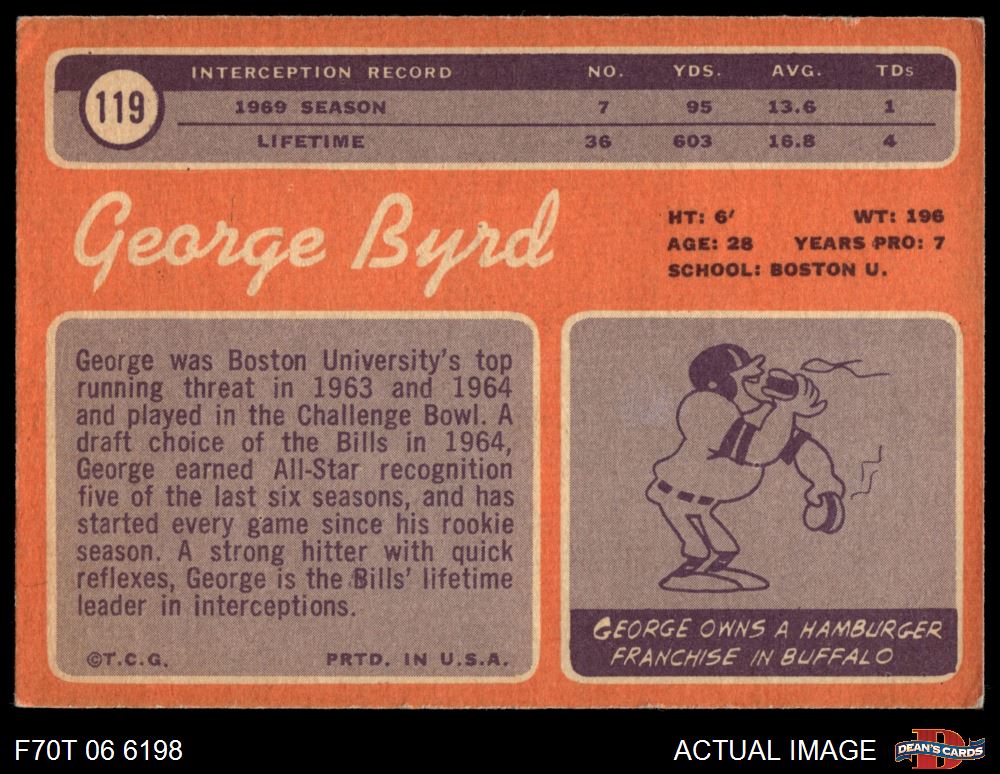 119
INTERCEPTION RECORD NO. YDS. AVG. TDs
1969 SEASON 7 95 13.6 1
LIFETIME 36 603 16.8 4
George Byrd
HT: 6' WT: 196
AGE: 28 YEARS PRO: 7
SCHOOL: BOSTON U.
George was Boston University's top
running threat in 1963 and 1964
and played in the Challenge Bowl. A
draft choice of the Bills in 1964,
George earned All-Star recognition
five of the last six seasons, and has
started every game since his rookie
season. A strong hitter with quick
reflexes, George is the Bills' lifetime
leader in interceptions.
©T.C.G. PRTD. IN U.S.A.
GEORGE OWNS A HAMBURGER
FRANCHISE IN BUFFALO
F70T 06 6198
ACTUAL IMAGE
DEAN'S CARDS